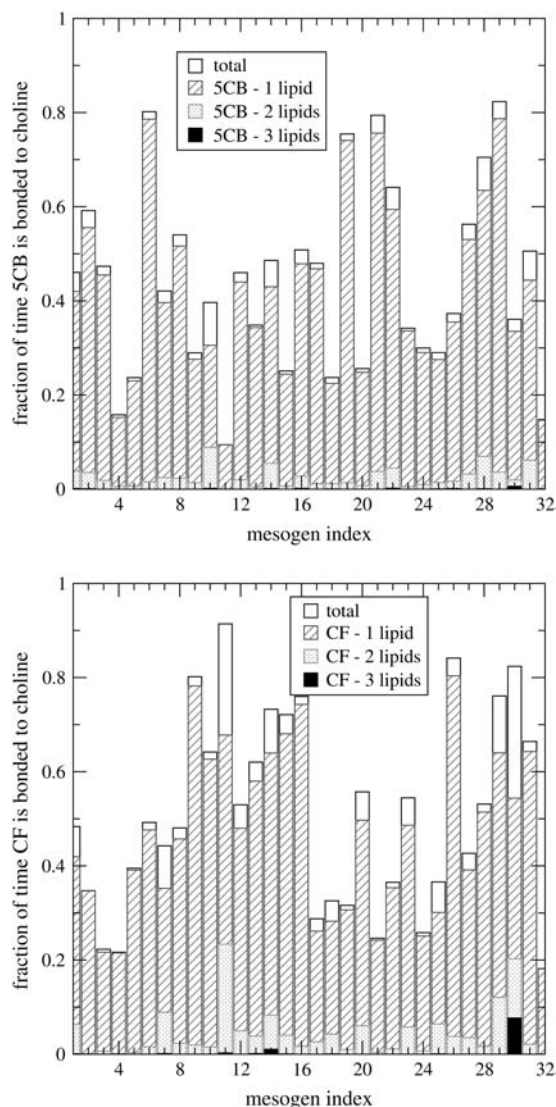 1
0.8
0.6
0.4
0.2
0
fraction of time 5CB is bonded to choline
total
5CB - 1 lipid
5CB - 2 lipids
5CB - 3 lipids
4 8 12 16 20 24 28 32
mesogen index
1
0.8
0.6
0.4
0.2
0
fraction of time CF is bonded to choline
total
CF - 1 lipid
CF - 2 lipids
CF - 3 lipids
4 8 12 16 20 24 28 32
mesogen index